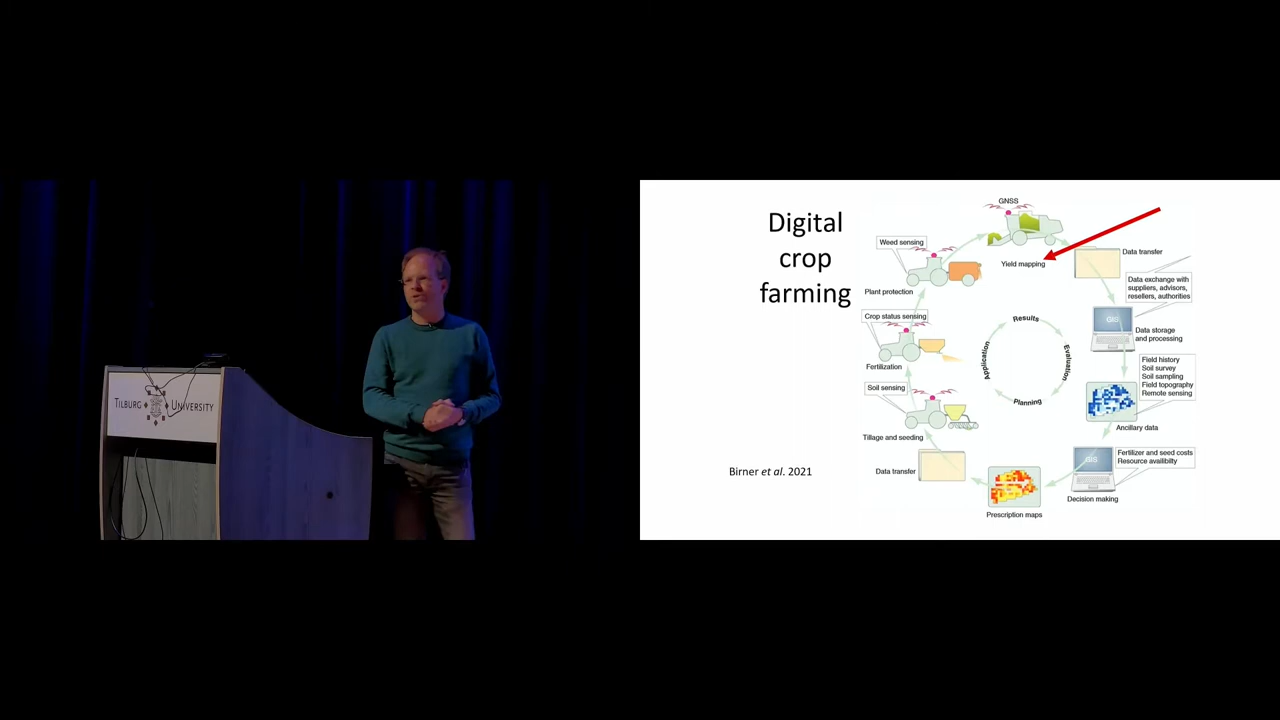 TILBURG UNIVERSITY
Digital
crop
farming
Birner et al. 2021
GNSS
Yield mapping
Data transfer
Data exchange with
suppliers, advisors,
resellers, authorities
GIS
Data storage
and processing
Field history
Soil survey
Soil sampling
Field topography
Remote sensing
Ancillary data
Fertilizer and seed costs
Resource availibilty
GIS
Decision making
Prescription maps
Data transfer
Tillage and seeding
Soil sensing
Fertilization
Crop status sensing
Plant protection
Weed sensing
Results
Evaluation
Planning
Application